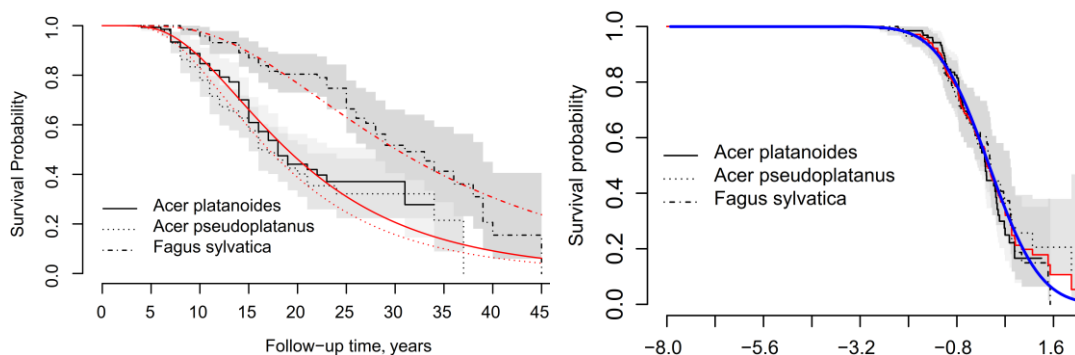 Survival Probability
1.0
0.8
0.6
0.4
0.2
0.0
Acer platanoides
Acer pseudoplatanus
Fagus sylvatica
0 5 10 15 20 25 30 35 40 45
Follow-up time, years
Survival probability
1.0
0.8
0.6
0.4
0.2
0.0
Acer platanoides
Acer pseudoplatanus
Fagus sylvatica
−8.0 −5.6 −3.2 −0.8 1.6